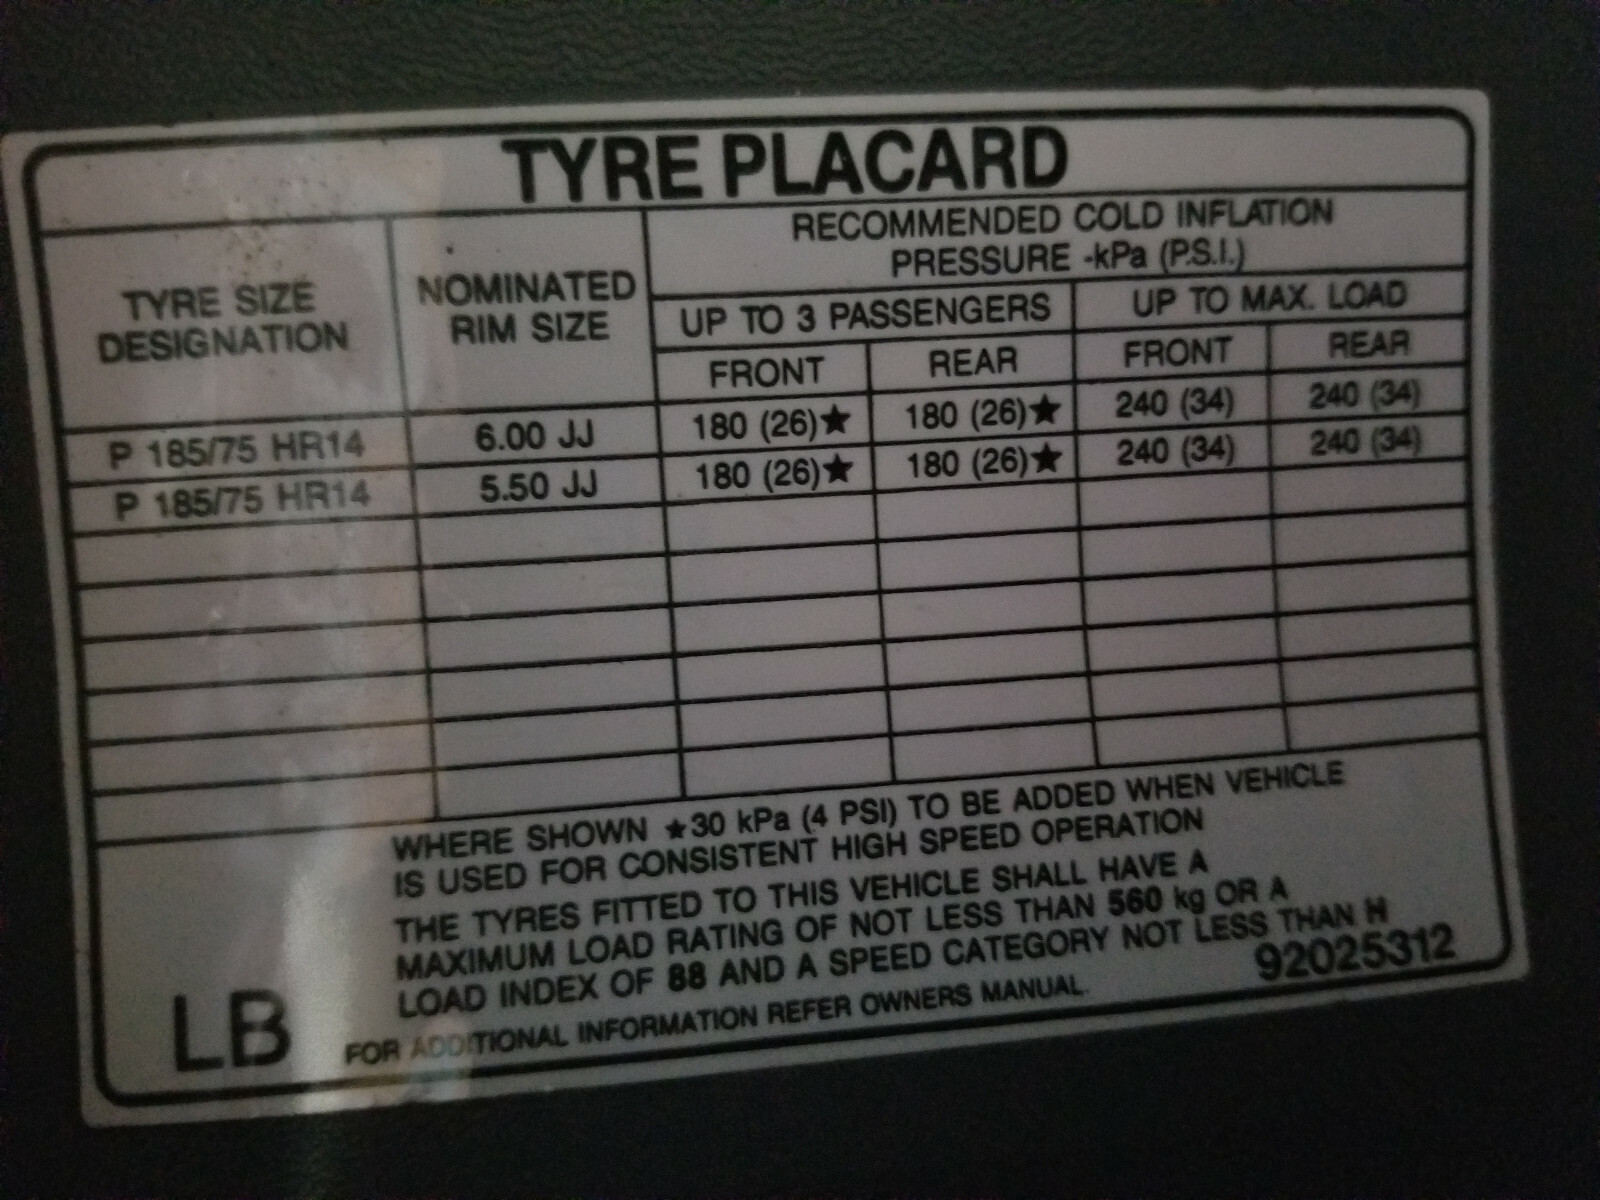 TYRE PLACARD
TYRE SIZE
DESIGNATION
NOMINATED
RIM SIZE
RECOMMENDED COLD INFLATION
PRESSURE -kPa (P.S.I.)
UP TO 3 PASSENGERS
UP TO MAX. LOAD
FRONT REAR FRONT REAR
P 185/75 HR14 6.00 JJ 180 (26)★ 180 (26)★ 240 (34) 240 (34)
P 185/75 HR14 5.50 JJ 180 (26)★ 180 (26)★ 240 (34) 240 (34)
WHERE SHOWN ★30 kPa (4 PSI) TO BE ADDED WHEN VEHICLE
IS USED FOR CONSISTENT HIGH SPEED OPERATION
THE TYRES FITTED TO THIS VEHICLE SHALL HAVE A
MAXIMUM LOAD RATING OF NOT LESS THAN 560 kg OR A
LOAD INDEX OF 88 AND A SPEED CATEGORY NOT LESS THAN H
92025312
LB
FOR ADDITIONAL INFORMATION REFER OWNERS MANUAL.